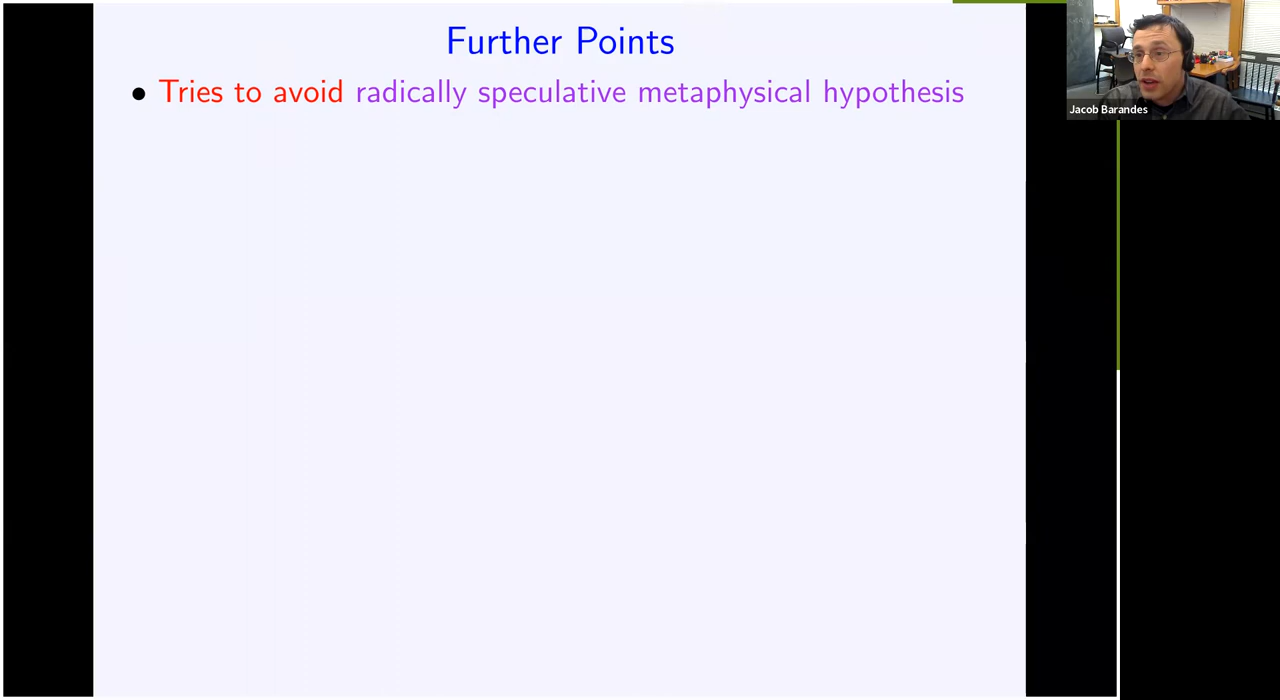 Further Points
• Tries to avoid radically speculative metaphysical hypothesis
Jacob Barandes